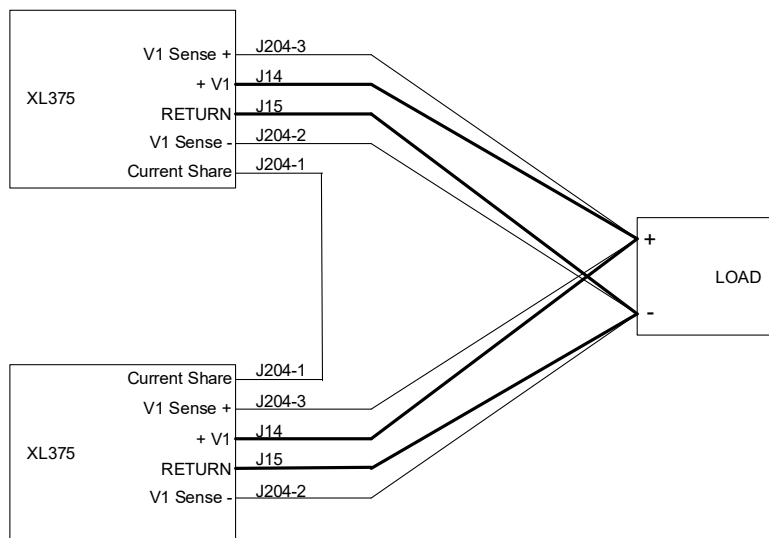 V1 Sense + J204-3
+ V1 J14
XL375
RETURN J15
V1 Sense - J204-2
Current Share J204-1
+
LOAD
-
Current Share J204-1
V1 Sense + J204-3
+ V1 J14
XL375
RETURN J15
V1 Sense - J204-2